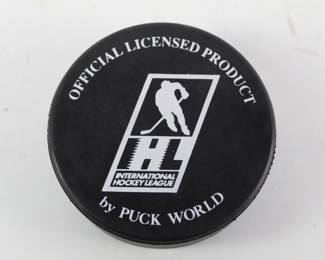 OFFICIAL LICENSED PRODUCT
IHL
INTERNATIONAL
HOCKEY LEAGUE
by PUCK WORLD